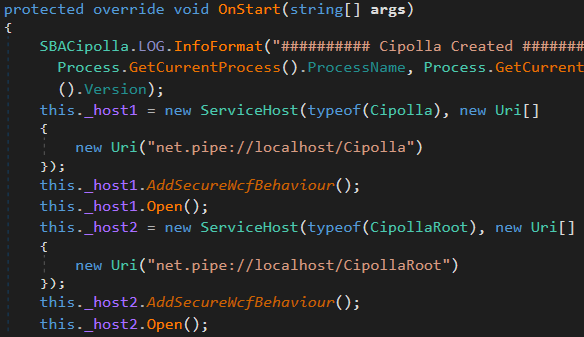 protected override void OnStart(string[] args)
{
SBACipolla.LOG.InfoFormat("########## Cipolla Created #######
Process.GetCurrentProcess().ProcessName, Process.GetCurrent
().Version);
this._host1 = new ServiceHost(typeof(Cipolla), new Uri[]
{
new Uri("net.pipe://localhost/Cipolla")
});
this._host1.AddSecureWcfBehaviour();
this._host1.Open();
this._host2 = new ServiceHost(typeof(CipollaRoot), new Uri[]
{
new Uri("net.pipe://localhost/CipollaRoot")
});
this._host2.AddSecureWcfBehaviour();
this._host2.Open();